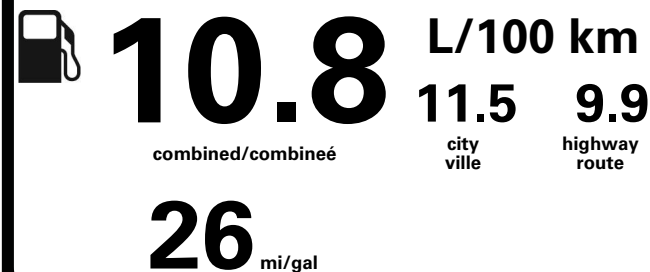 10.8 L/100 km
11.5 9.9
combined/combineé city highway
ville route
26 mi/gal